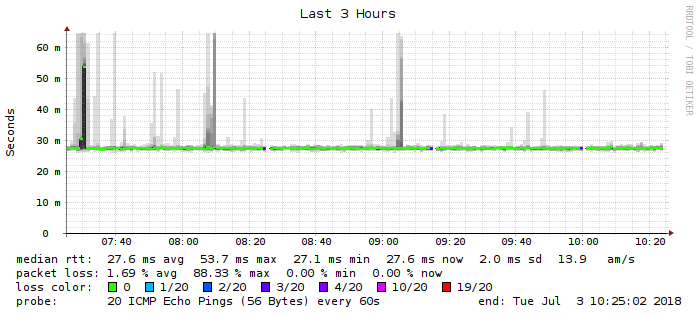 Last 3 Hours
RRDTOOL / TOBI OETIKER
Seconds
60 m
50 m
40 m
30 m
20 m
10 m
0
07:40 08:00 08:20 08:40 09:00 09:20 09:40 10:00 10:20
median rtt: 27.6 ms avg 53.7 ms max 27.1 ms min 27.6 ms now 2.0 ms sd 13.9 am/s
packet loss: 1.69 % avg 88.33 % max 0.00 % min 0.00 % now
loss color: 0 1/20 2/20 3/20 4/20 10/20 19/20
probe: 20 ICMP Echo Pings (56 Bytes) every 60s end: Tue Jul 3 10:25:02 2018